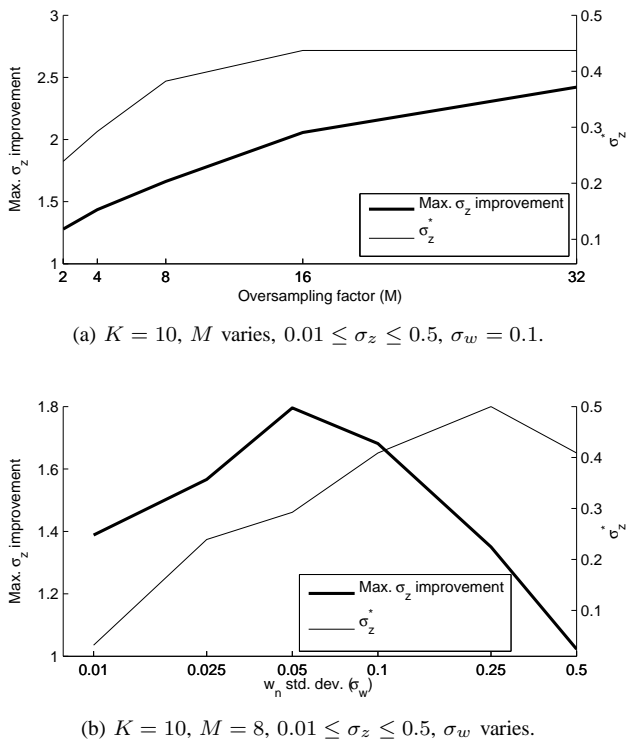 3
2.5
2
1.5
1
Max. σz improvement
0.5
0.4
0.3
0.2
0.1
σz*
Max. σz improvement
σz*
2 4 8 16 32
Oversampling factor (M)
(a) K = 10, M varies, 0.01 ≤ σz ≤ 0.5, σw = 0.1.
1.8
1.6
1.4
1.2
1
Max. σz improvement
0.5
0.4
0.3
0.2
0.1
σz*
Max. σz improvement
σz*
0.01 0.025 0.05 0.1 0.25 0.5
wn std. dev. (σw)
(b) K = 10, M = 8, 0.01 ≤ σz ≤ 0.5, σw varies.